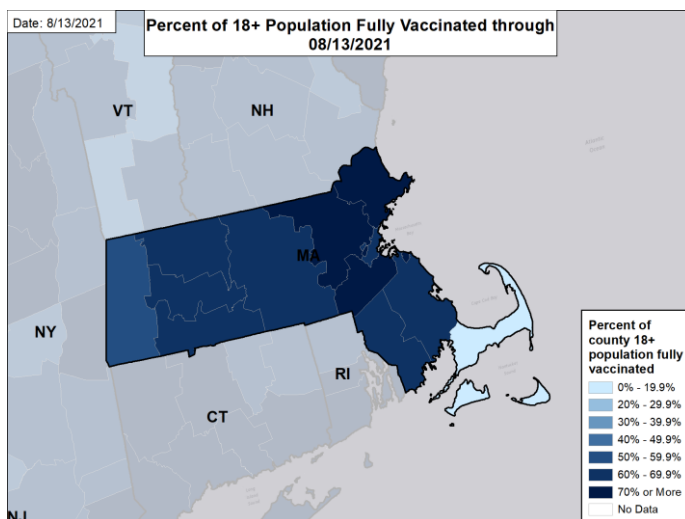 Date: 8/13/2021
Percent of 18+ Population Fully Vaccinated through
08/13/2021
VT
NH
MA
NY
RI
CT
NJ
Percent of
county 18+
population fully
vaccinated
0% - 19.9%
20% - 29.9%
30% - 39.9%
40% - 49.9%
50% - 59.9%
60% - 69.9%
70% or More
No Data